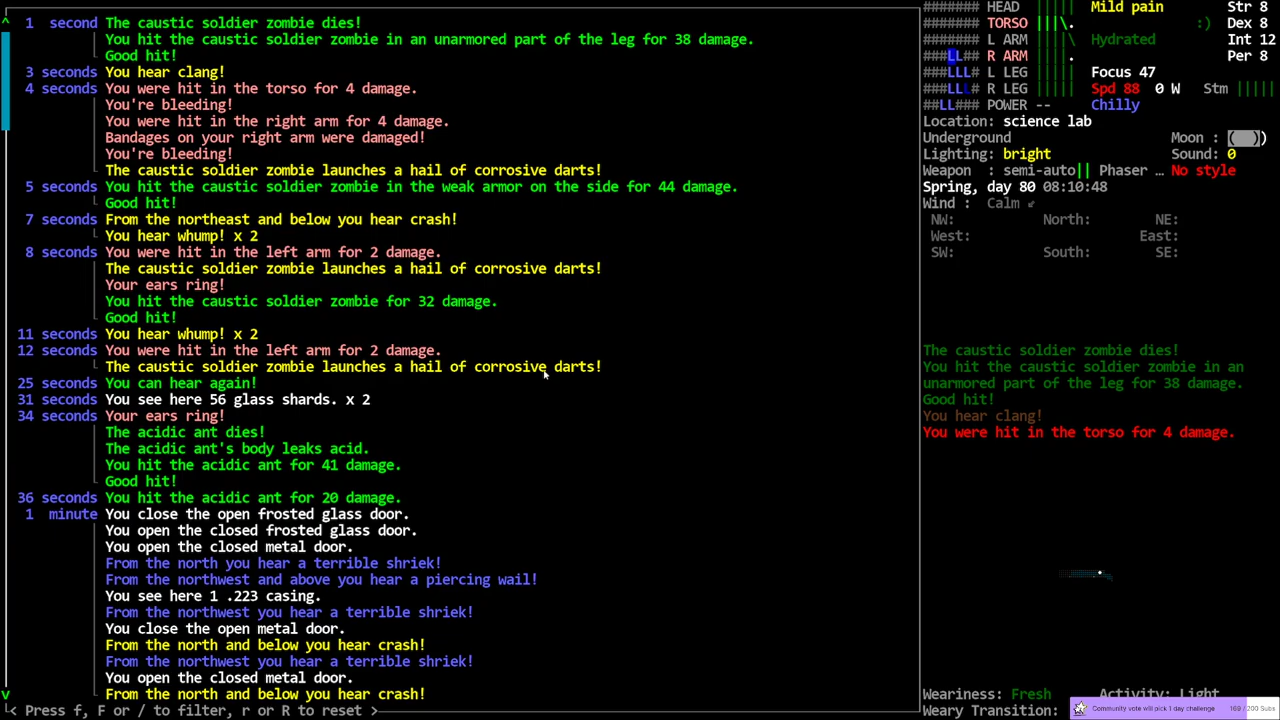 1 second The caustic soldier zombie dies!
You hit the caustic soldier zombie in an unarmored part of the leg for 38 damage.
Good hit!
3 seconds You hear clang!
4 seconds You were hit in the torso for 4 damage.
You're bleeding!
You were hit in the right arm for 4 damage.
Bandages on your right arm were damaged!
You're bleeding!
The caustic soldier zombie launches a hail of corrosive darts!
5 seconds You hit the caustic soldier zombie in the weak armor on the side for 44 damage.
Good hit!
7 seconds From the northeast and below you hear crash!
You hear whump! x 2
8 seconds You were hit in the left arm for 2 damage.
The caustic soldier zombie launches a hail of corrosive darts!
Your ears ring!
You hit the caustic soldier zombie for 32 damage.
Good hit!
11 seconds You hear whump! x 2
12 seconds You were hit in the left arm for 2 damage.
The caustic soldier zombie launches a hail of corrosive darts!
25 seconds You can hear again!
31 seconds You see here 56 glass shards. x 2
34 seconds Your ears ring!
The acidic ant dies!
The acidic ant's body leaks acid.
You hit the acidic ant for 41 damage.
Good hit!
36 seconds You hit the acidic ant for 20 damage.
1 minute You close the open frosted glass door.
You open the closed frosted glass door.
You open the closed metal door.
From the north you hear a terrible shriek!
From the northwest and above you hear a piercing wail!
You see here 1 .223 casing.
From the northwest you hear a terrible shriek!
You close the open metal door.
From the north and below you hear crash!
From the northwest you hear a terrible shriek!
You open the closed metal door.
From the north and below you hear crash!
< Press f, F or / to filter, r or R to reset >
####### HEAD ||||| Mild pain Str 8
####### TORSO |||\. :) Dex 8
####### L ARM ||||\ Hydrated Int 12
###LL## R ARM ||||. Per 8
###LLL# L LEG ||||| Focus 47
###LLL# R LEG ||||| Spd 88 0 W Stm |||||
##LL### POWER -- Chilly
Location: science lab
Underground Moon : (   ))
Lighting: bright Sound: 0
Weapon : semi-auto|| Phaser … No style
Spring, day 80 08:10:48
Wind : Calm ↙
NW: North: NE:
West: East:
SW: South: SE:
The caustic soldier zombie dies!
You hit the caustic soldier zombie in an
unarmored part of the leg for 38 damage.
Good hit!
You hear clang!
You were hit in the torso for 4 damage.
Weariness: Fresh Activity: Light
Weary Transition:
Community vote will pick 1 day challenge 169 / 200 Subs